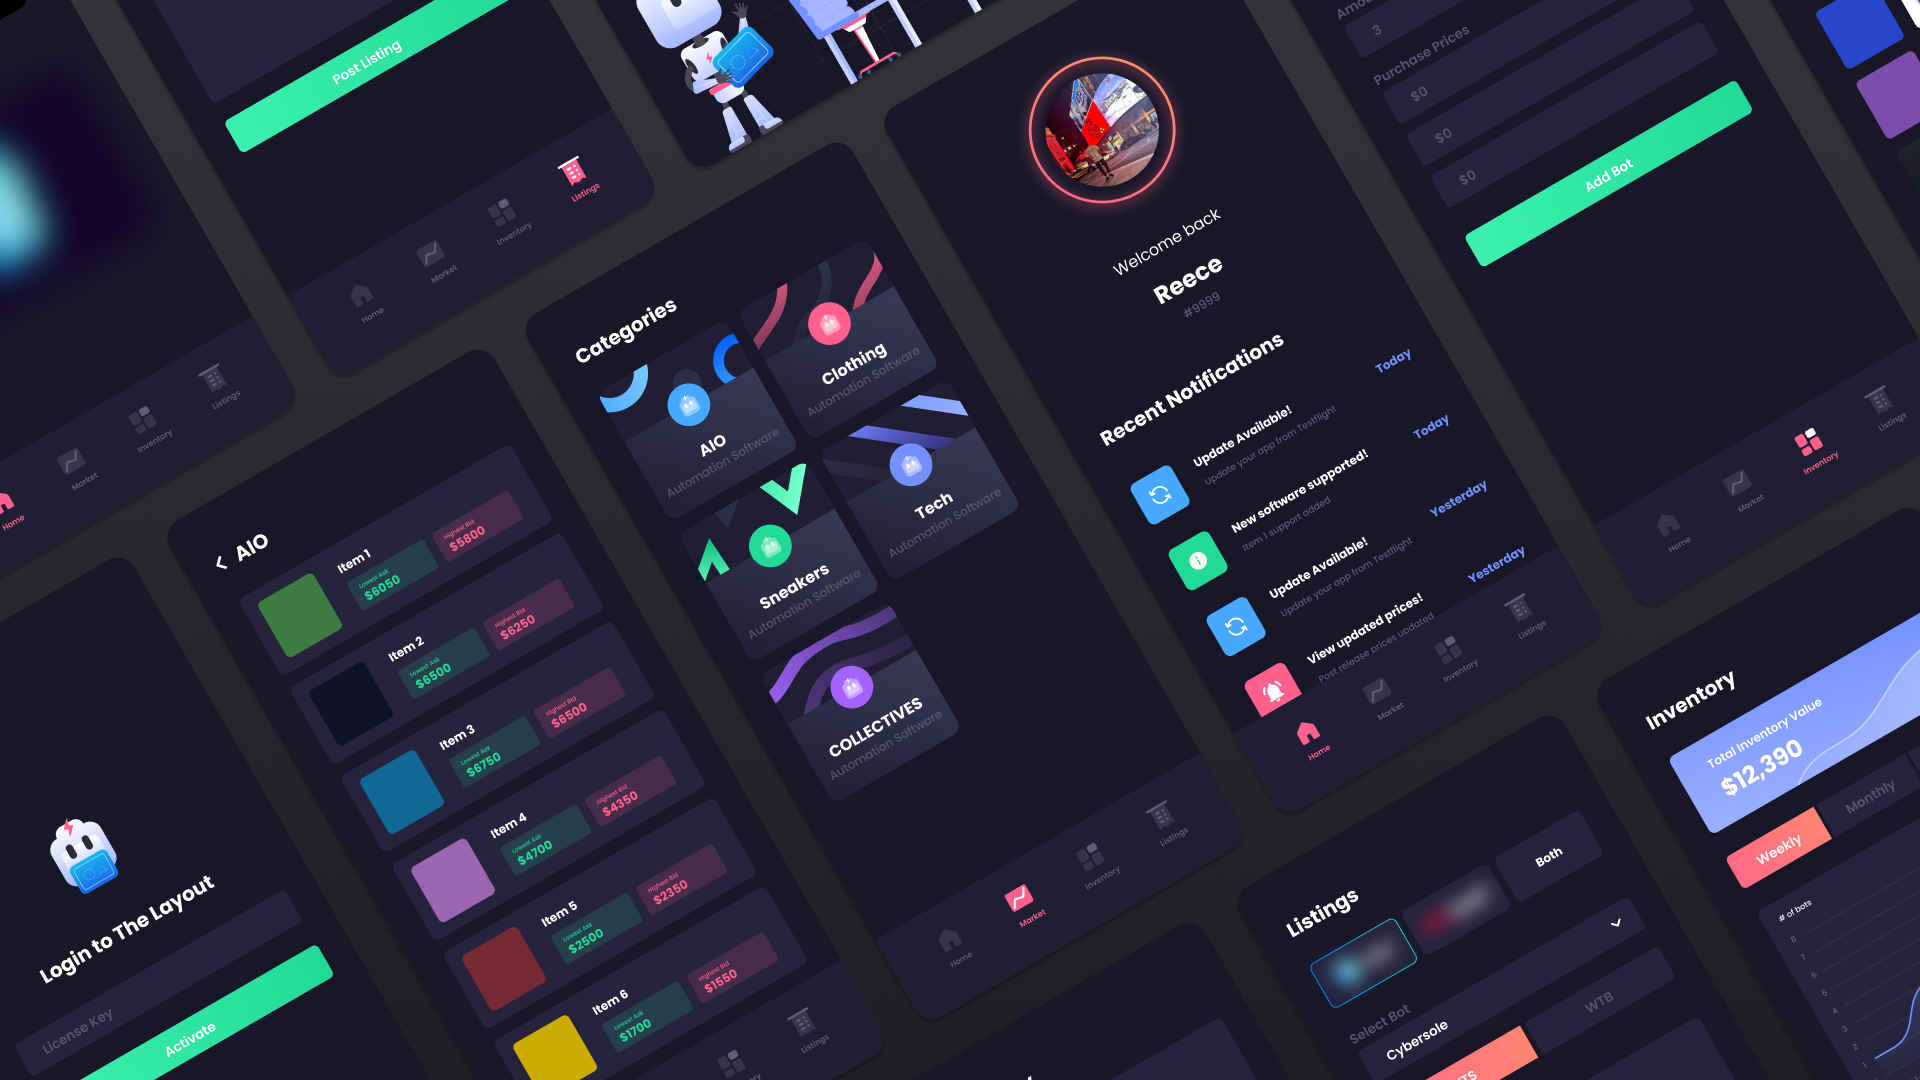 Post Listing
Home
Market
Inventory
Listings
Home
Market
Inventory
Listings
Login to The Layout
License Key
Activate
AIO
Item 1
Lowest Ask
$6050
Highest Bid
$5800
Item 2
Lowest Ask
$6500
Highest Bid
$6250
Item 3
Lowest Ask
$6750
Highest Bid
$6500
Item 4
Lowest Ask
$4700
Highest Bid
$4350
Item 5
Lowest Ask
$2500
Highest Bid
$2350
Item 6
Lowest Ask
$1700
Highest Bid
$1550
Listings
Categories
AIO
Automation Software
Clothing
Automation Software
Sneakers
Automation Software
Tech
Automation Software
COLLECTIVES
Automation Software
Home
Market
Inventory
Listings
Welcome back
Reece
#9999
Recent Notifications
Update Available!
Update your app from Testflight
Today
New software supported!
Item 1 support added
Today
Update Available!
Update your app from Testflight
Yesterday
View updated prices!
Post release prices updated
Yesterday
Home
Market
Inventory
Listings
3
Purchase Prices
$0
$0
$0
Add Bot
Home
Market
Inventory
Listings
Listings
Both
Select Bot
Cybersole
WTB
Inventory
Total Inventory Value
$12,390
Weekly
Monthly
# of bots
8
7
6
5
4
3
2
1